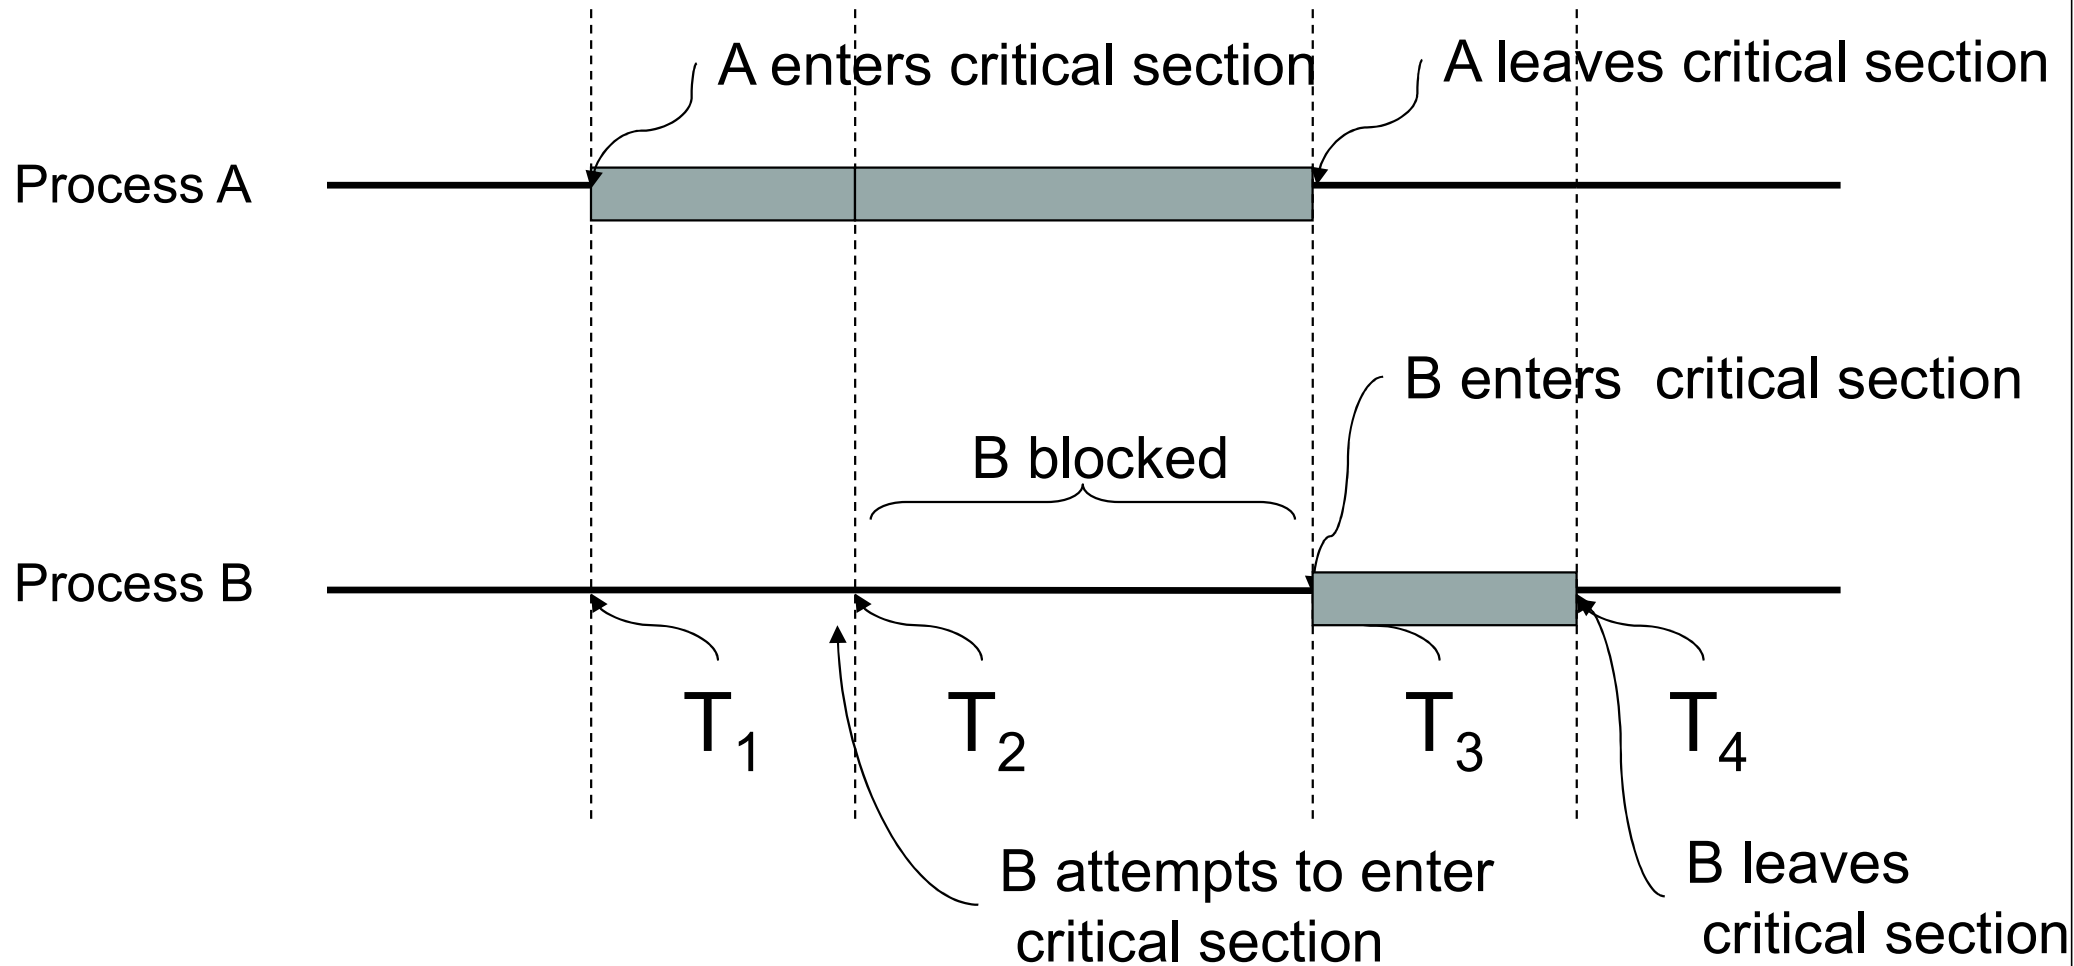 A enters critical section
A leaves critical section
Process A
B enters critical section
B blocked
Process B
T1
T2
T3
T4
B attempts to enter
critical section
B leaves
critical section